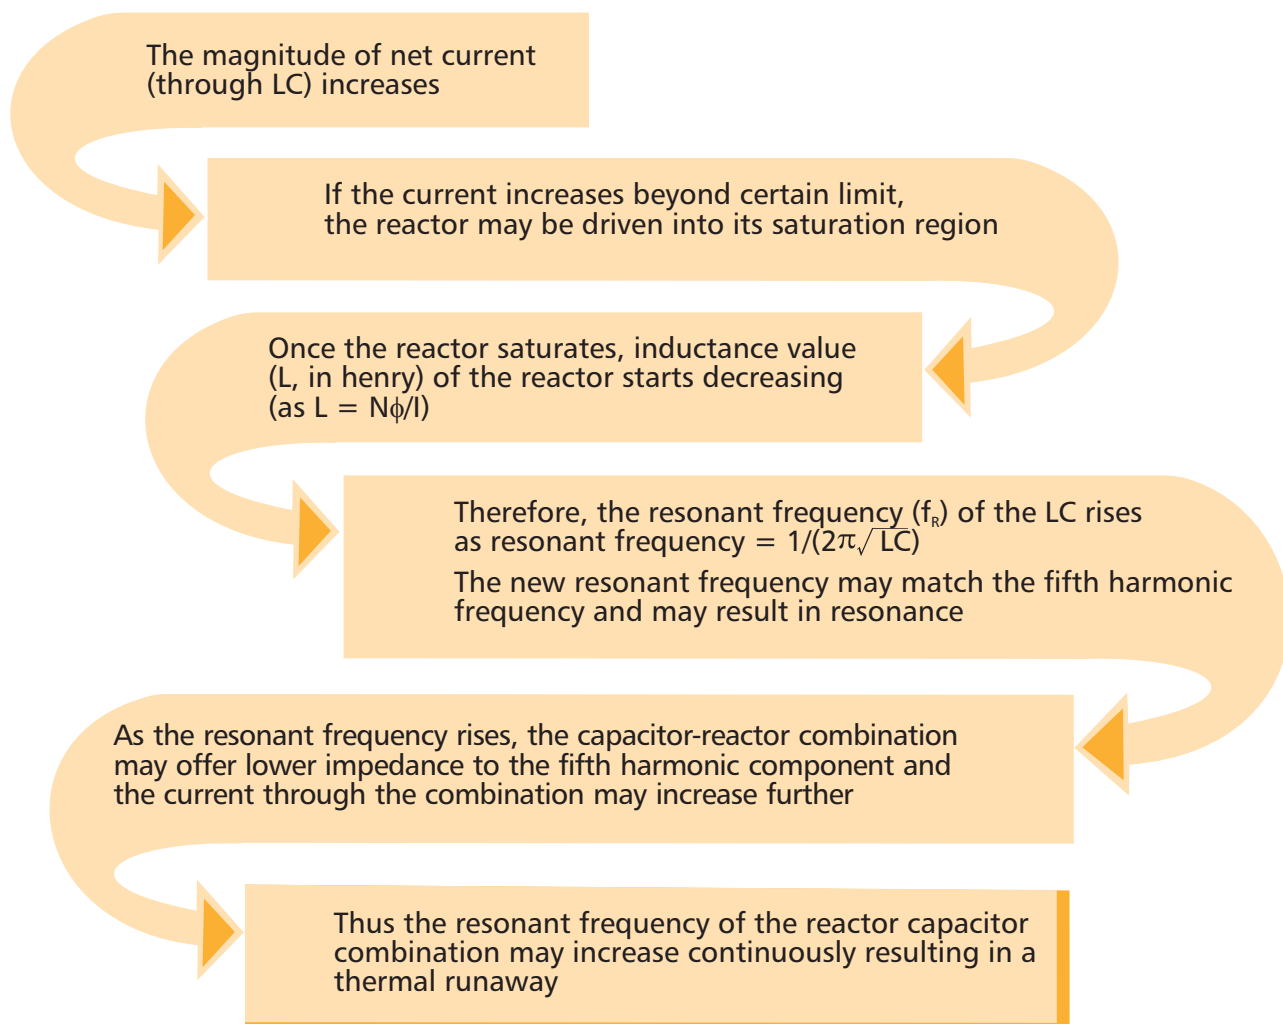 The magnitude of net current
(through LC) increases
If the current increases beyond certain limit,
the reactor may be driven into its saturation region
Once the reactor saturates, inductance value
(L, in henry) of the reactor starts decreasing
(as L = Nϕ/I)
Therefore, the resonant frequency (fR) of the LC rises
as resonant frequency = 1/(2π√LC)
The new resonant frequency may match the fifth harmonic
frequency and may result in resonance
As the resonant frequency rises, the capacitor-reactor combination
may offer lower impedance to the fifth harmonic component and
the current through the combination may increase further
Thus the resonant frequency of the reactor capacitor
combination may increase continuously resulting in a
thermal runaway